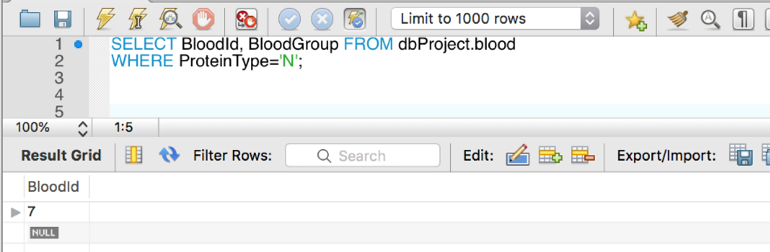 Limit to 1000 rows
1 SELECT BloodId, BloodGroup FROM dbProject.blood
2 WHERE ProteinType='N';
3
4
5
100% 1:5
Result Grid Filter Rows: Search Edit: Export/Import:
BloodId
7
NULL